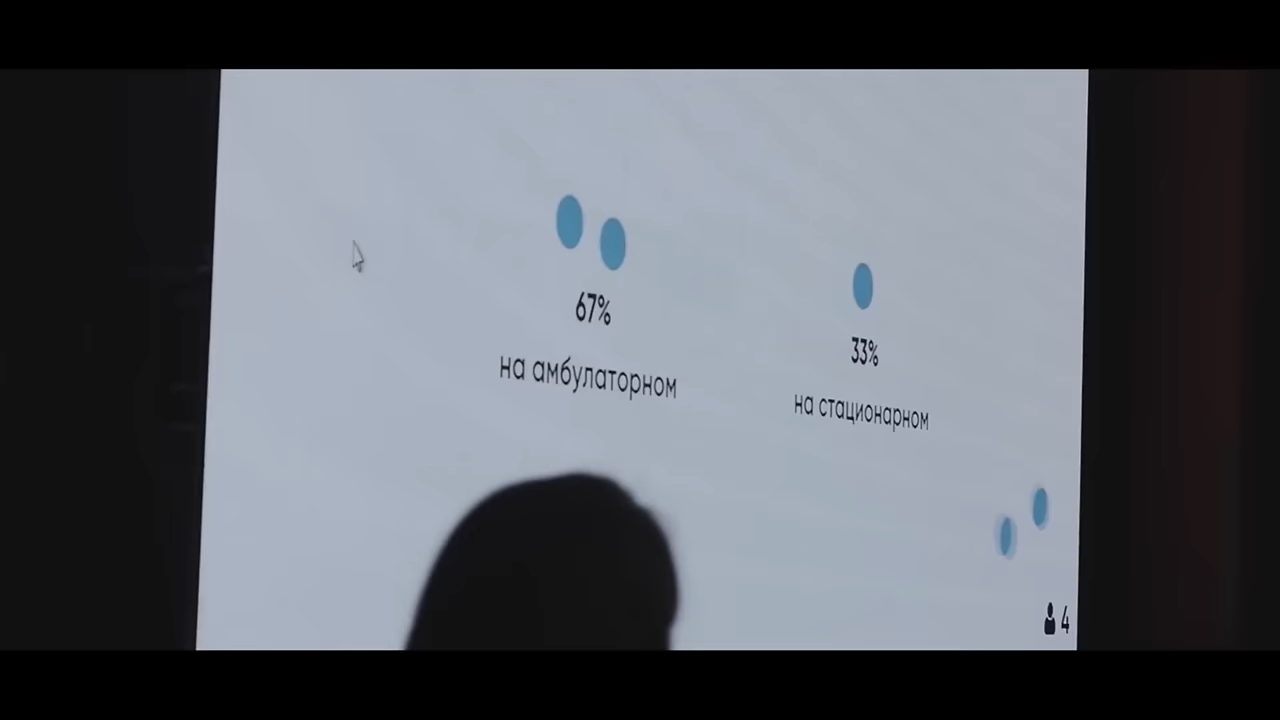 67%
на амбулаторном
33%
на стационарном
4